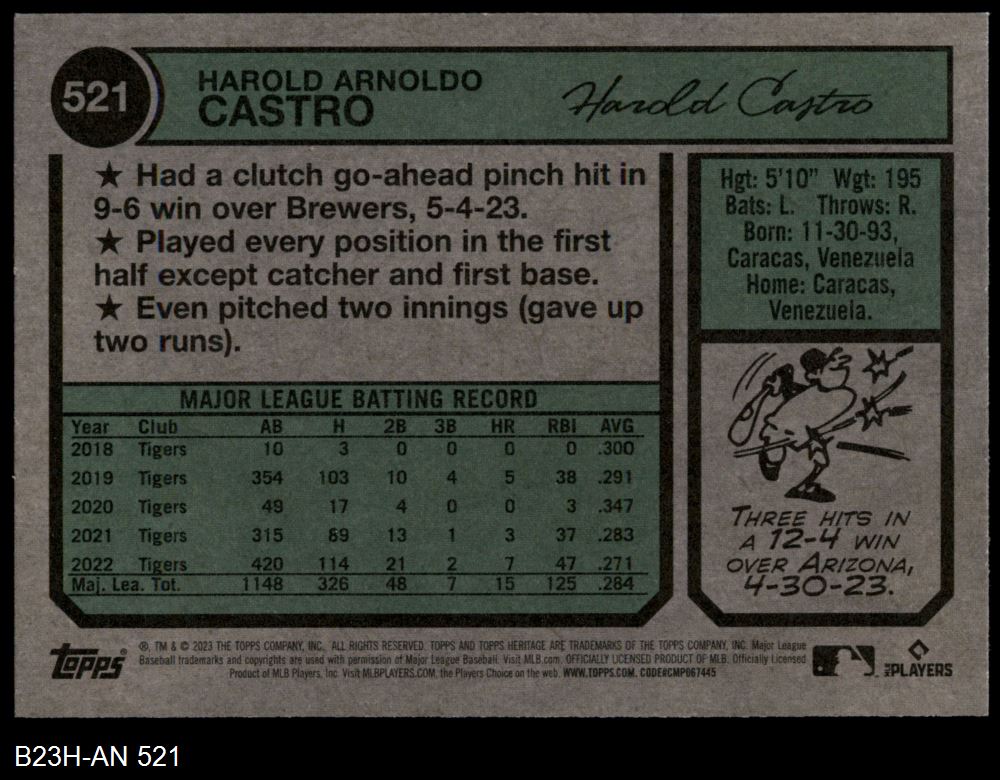 521
HAROLD ARNOLDO
CASTRO
Harold Castro
★ Had a clutch go-ahead pinch hit in
9-6 win over Brewers, 5-4-23.
★ Played every position in the first
half except catcher and first base.
★ Even pitched two innings (gave up
two runs).
Hgt: 5'10" Wgt: 195
Bats: L. Throws: R.
Born: 11-30-93,
Caracas, Venezuela
Home: Caracas,
Venezuela.
MAJOR LEAGUE BATTING RECORD
Year Club AB H 2B 3B HR RBI AVG
2018 Tigers 10 3 0 0 0 0 .300
2019 Tigers 354 103 10 4 5 38 .291
2020 Tigers 49 17 4 0 0 3 .347
2021 Tigers 315 89 13 1 3 37 .283
2022 Tigers 420 114 21 2 7 47 .271
Maj. Lea. Tot. 1148 326 48 7 15 125 .284
THREE HITS IN
A 12-4 WIN
OVER ARIZONA,
4-30-23.
Topps
®, TM & © 2023 THE TOPPS COMPANY, INC. ALL RIGHTS RESERVED. TOPPS AND TOPPS HERITAGE ARE TRADEMARKS OF THE TOPPS COMPANY, INC. Major League
Baseball trademarks and copyrights are used with permission of Major League Baseball. Visit MLB.com. OFFICIALLY LICENSED PRODUCT OF MLB. Officially Licensed
Product of MLB Players, Inc. Visit MLBPLAYERS.COM, the Players Choice on the web. WWW.TOPPS.COM. CODE#CMP067445
MLB PLAYERS
B23H-AN 521